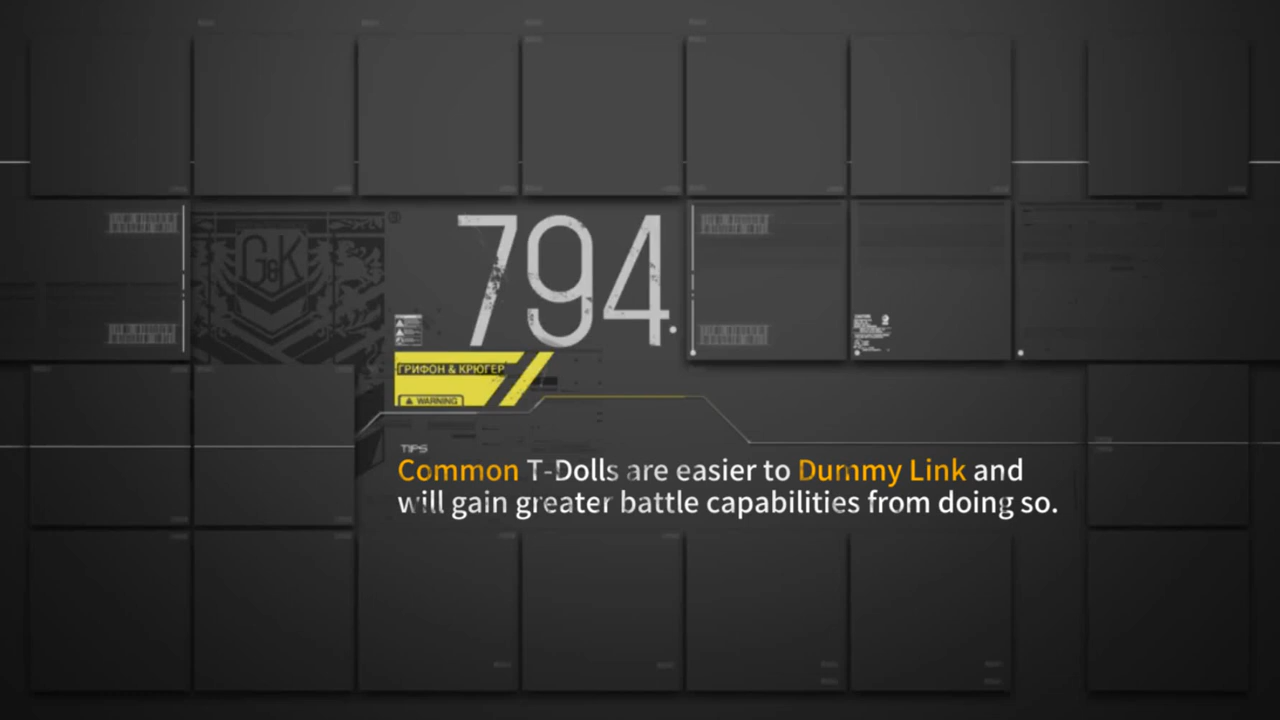 G&K
794.
ГРИФОН & КРЮГЕР
WARNING
TIPS
Common T-Dolls are easier to Dummy Link and
will gain greater battle capabilities from doing so.